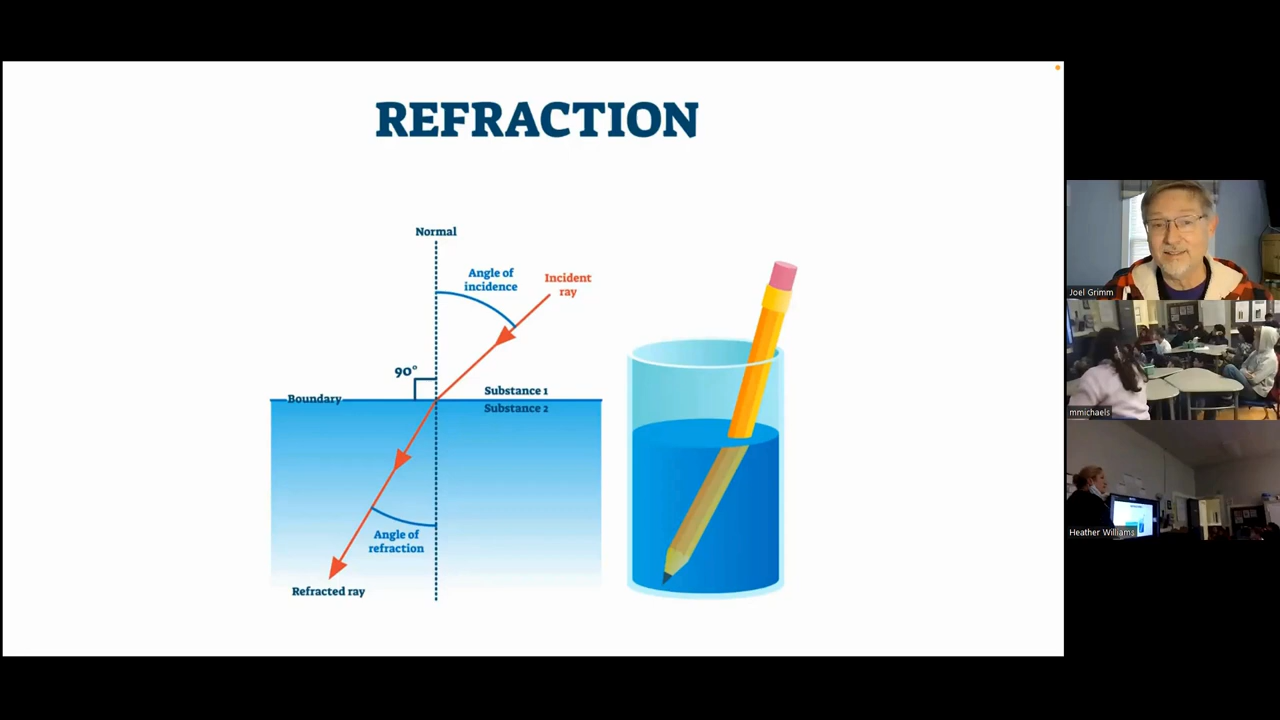 REFRACTION
Normal
Angle of
incidence
Incident
ray
90°
Boundary
Substance 1
Substance 2
Angle of
refraction
Refracted ray
Joel Grimm
mmichaels
Heather Williams